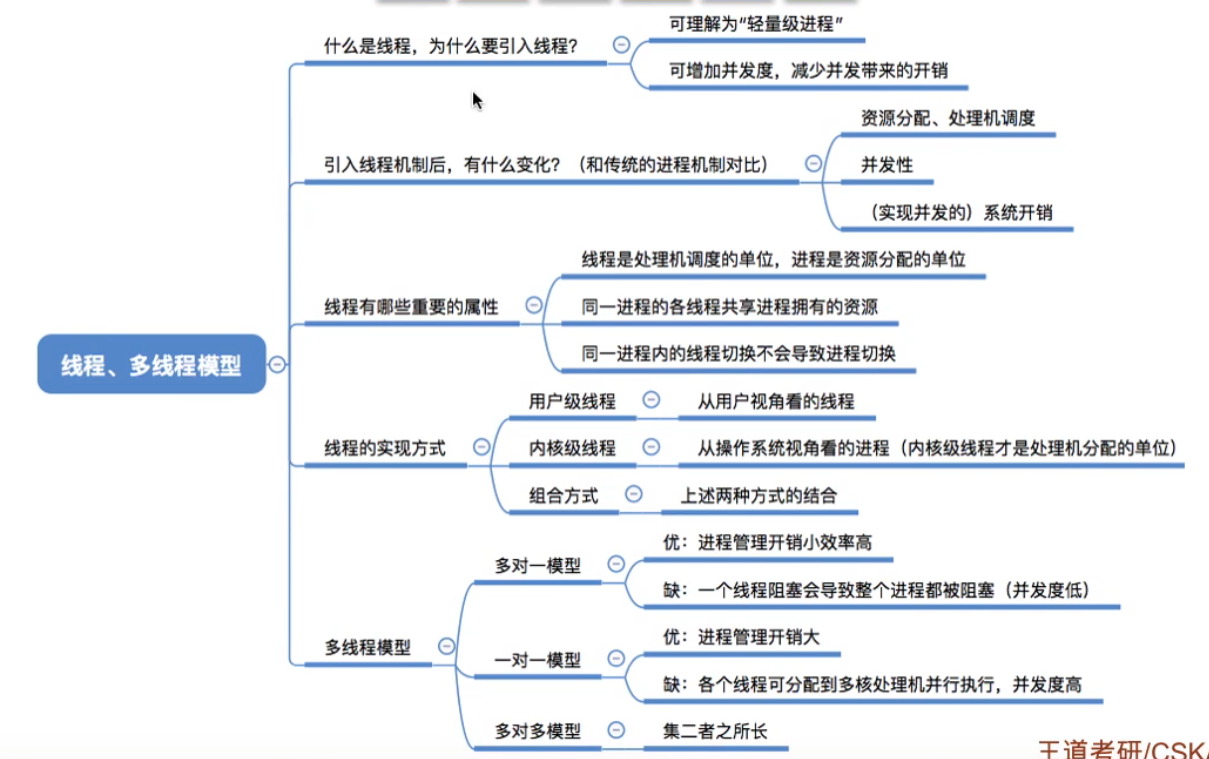 可理解为“轻量级进程”
什么是线程，为什么要引入线程？
可增加并发度，减少并发带来的开销
资源分配、处理机调度
引入线程机制后，有什么变化？（和传统的进程机制对比）
并发性
（实现并发的）系统开销
线程是处理机调度的单位，进程是资源分配的单位
线程有哪些重要的属性
同一进程的各线程共享进程拥有的资源
同一进程内的线程切换不会导致进程切换
线程、多线程模型
用户级线程
从用户视角看的线程
线程的实现方式
内核级线程
从操作系统视角看的进程（内核级线程才是处理机分配的单位）
组合方式
上述两种方式的结合
优：进程管理开销小效率高
多对一模型
缺：一个线程阻塞会导致整个进程都被阻塞（并发度低）
多线程模型
优：进程管理开销大
一对一模型
缺：各个线程可分配到多核处理机并行执行，并发度高
多对多模型
集二者之所长
王道考研/CSK